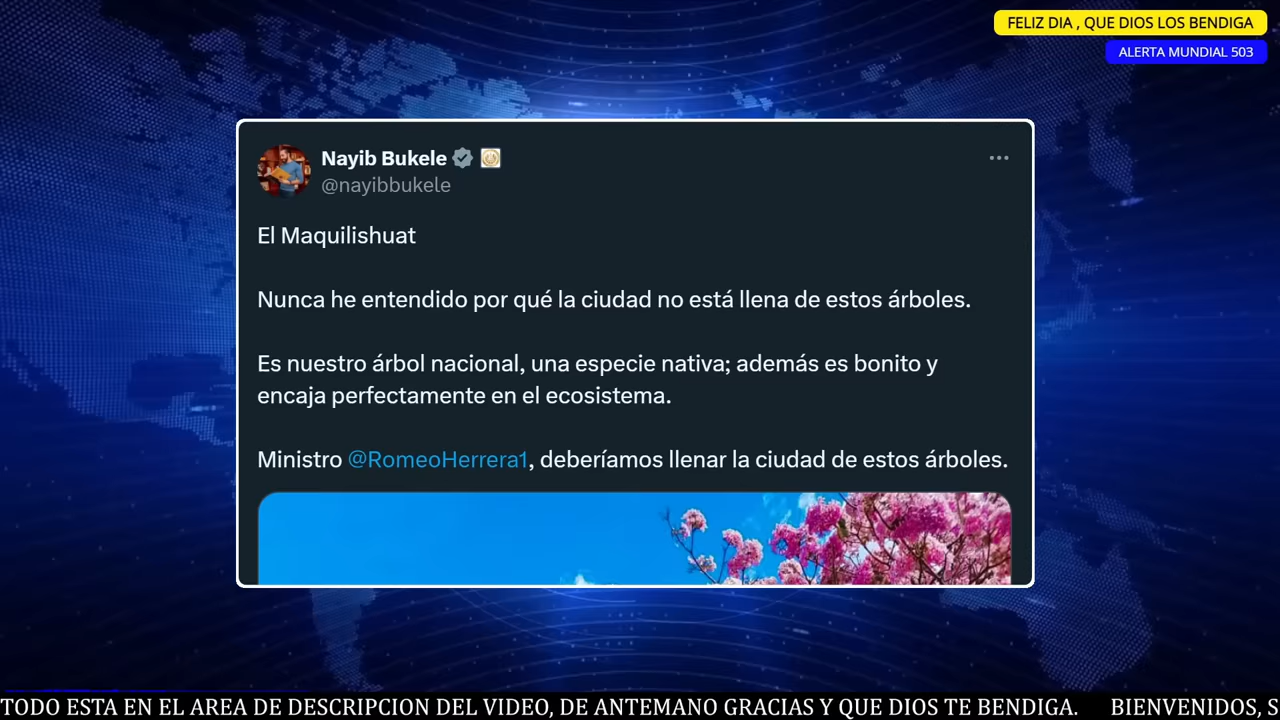 FELIZ DIA , QUE DIOS LOS BENDIGA
ALERTA MUNDIAL 503
Nayib Bukele
@nayibbukele
El Maquilishuat
Nunca he entendido por qué la ciudad no está llena de estos árboles.
Es nuestro árbol nacional, una especie nativa; además es bonito y
encaja perfectamente en el ecosistema.
Ministro @RomeoHerrera1, deberíamos llenar la ciudad de estos árboles.
TODO ESTA EN EL AREA DE DESCRIPCION DEL VIDEO, DE ANTEMANO GRACIAS Y QUE DIOS TE BENDIGA. BIENVENIDOS, S